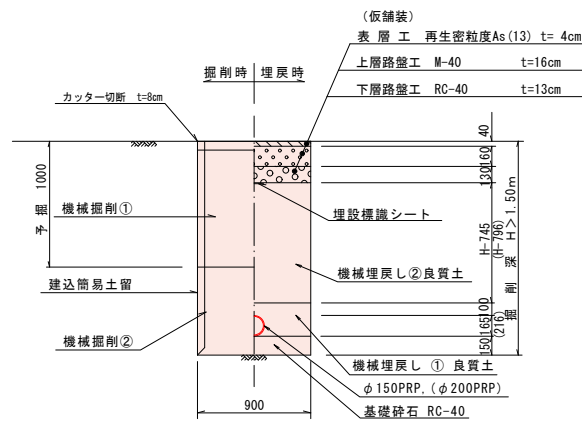 （仮舗装）
表 層 工　再生密粒度As(13) t= 4cm
上層路盤工　M-40　t=16cm
下層路盤工　RC-40　t=13cm
掘削時 埋戻時
カッター切断　t=8cm
予 掘 1000
機械掘削①
建込簡易土留
機械掘削②
埋設標識シート
機械埋戻し②良質土
機械埋戻し ① 良質土
φ150PRP,（φ200PRP）
基礎砕石 RC-40
900
40
160
130
H-745
(H-796)
100
165
(216)
150
掘 削 深 H＞1.50m